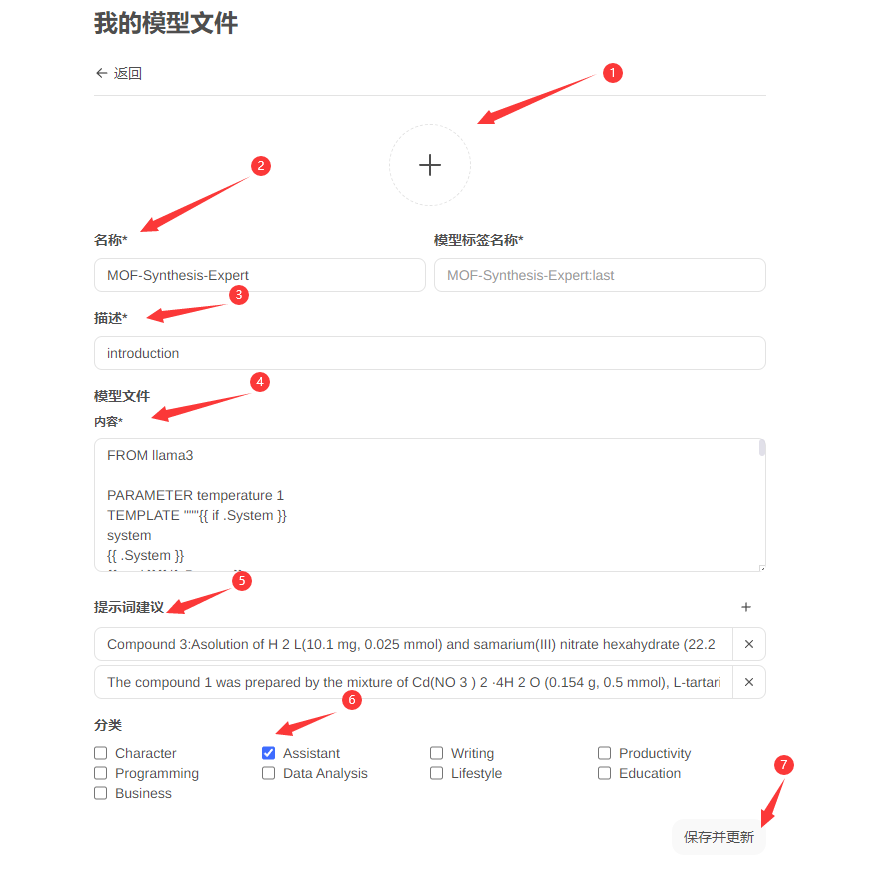 我的模型文件
← 返回
1
2
名称*
模型标签名称*
MOF-Synthesis-Expert
MOF-Synthesis-Expert:last
3
描述*
introduction
4
模型文件
内容*
FROM llama3
PARAMETER temperature 1
TEMPLATE """{{ if .System }}
system
{{ .System }}
5
提示词建议
Compound 3:Asolution of H 2 L(10.1 mg, 0.025 mmol) and samarium(III) nitrate hexahydrate (22.2
The compound 1 was prepared by the mixture of Cd(NO 3 ) 2 ·4H 2 O (0.154 g, 0.5 mmol), L-tartari
6
分类
Character
Assistant
Writing
Productivity
Programming
Data Analysis
Lifestyle
Education
Business
7
保存并更新